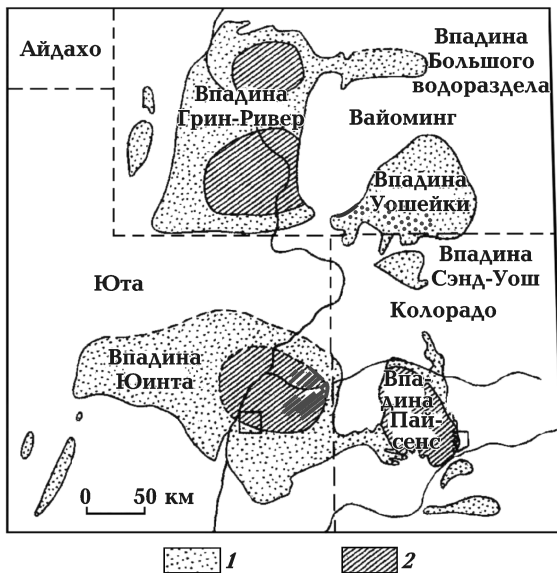 Айдахо
Впадина
Большого
водораздела
Впадина
Грин-Ривер
Вайоминг
Впадина
Уошейки
Впадина
Сэнд-Уош
Юта
Колорадо
Впадина
Юинта
Впа-
дина
Пай-
сенс
0 50 км
1 2